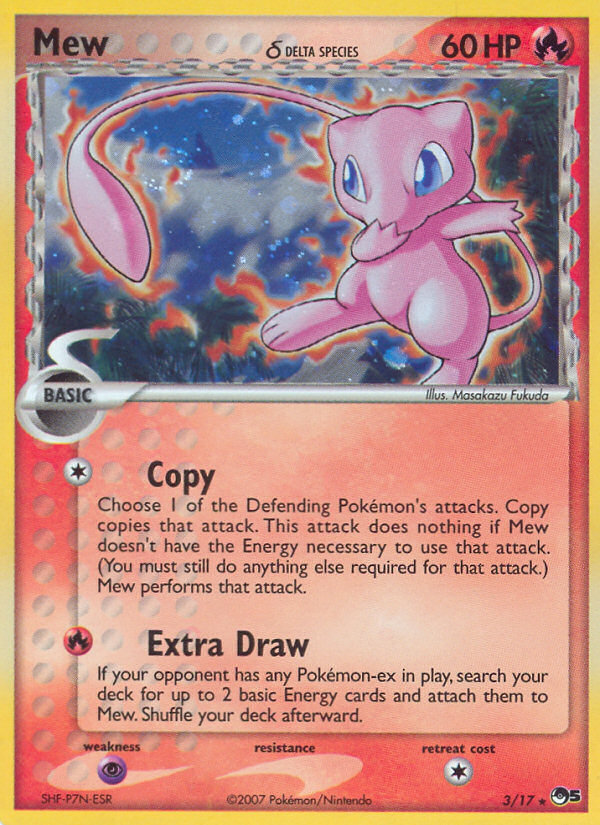 Mew
δ DELTA SPECIES
60 HP
BASIC
Illus. Masakazu Fukuda
Copy
Choose 1 of the Defending Pokémon's attacks. Copy
copies that attack. This attack does nothing if Mew
doesn't have the Energy necessary to use that attack.
(You must still do anything else required for that attack.)
Mew performs that attack.
Extra Draw
If your opponent has any Pokémon-ex in play, search your
deck for up to 2 basic Energy cards and attach them to
Mew. Shuffle your deck afterward.
weakness
resistance
retreat cost
SHF-P7N-ESR
©2007 Pokémon/Nintendo
3/17 ★ 5